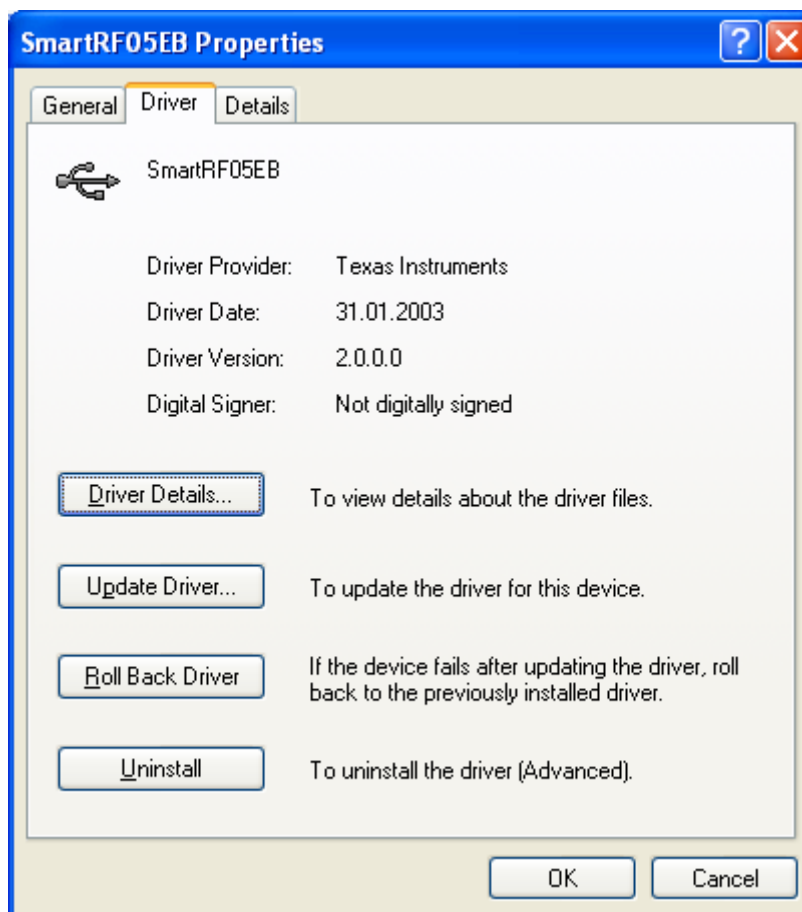 SmartRF05EB Properties
General Driver Details
SmartRF05EB
Driver Provider: Texas Instruments
Driver Date: 31.01.2003
Driver Version: 2.0.0.0
Digital Signer: Not digitally signed
Driver Details... To view details about the driver files.
Update Driver... To update the driver for this device.
Roll Back Driver If the device fails after updating the driver, roll
back to the previously installed driver.
Uninstall To uninstall the driver (Advanced).
OK Cancel